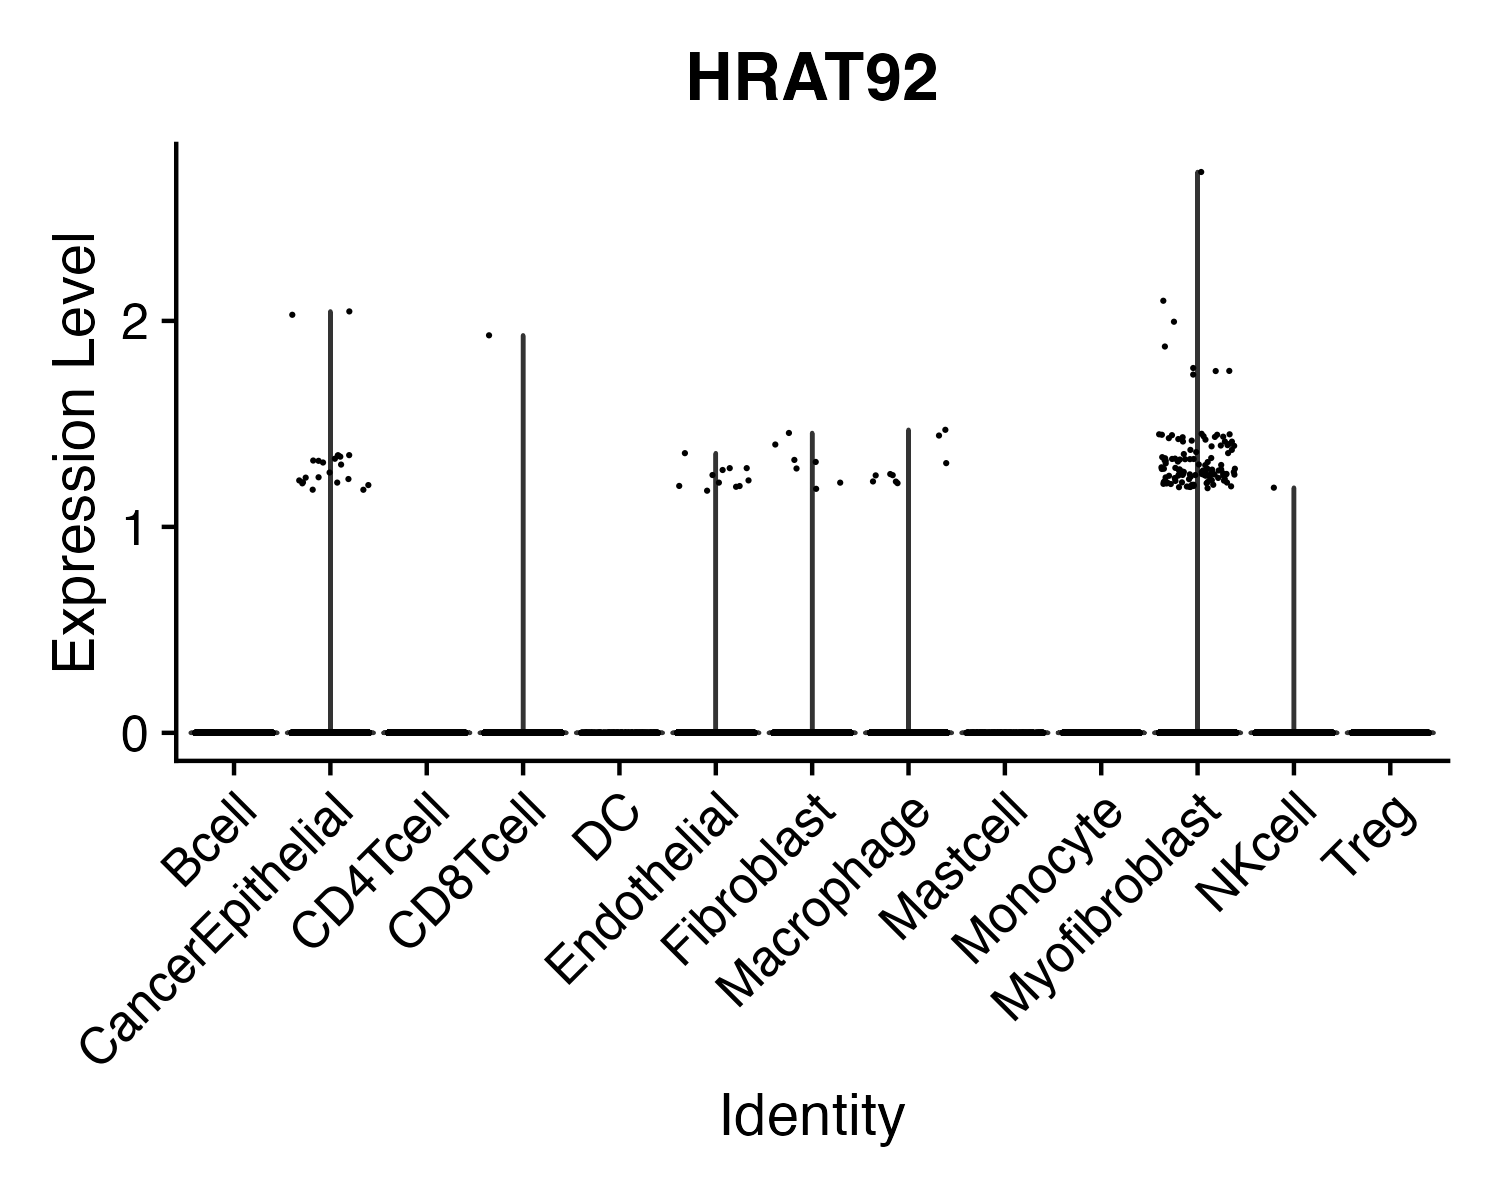 HRAT92
Expression Level
2
1
0
Bcell
CancerEpithelial
CD4Tcell
CD8Tcell
DC
Endothelial
Fibroblast
Macrophage
Mastcell
Monocyte
Myofibroblast
NKcell
Treg
Identity